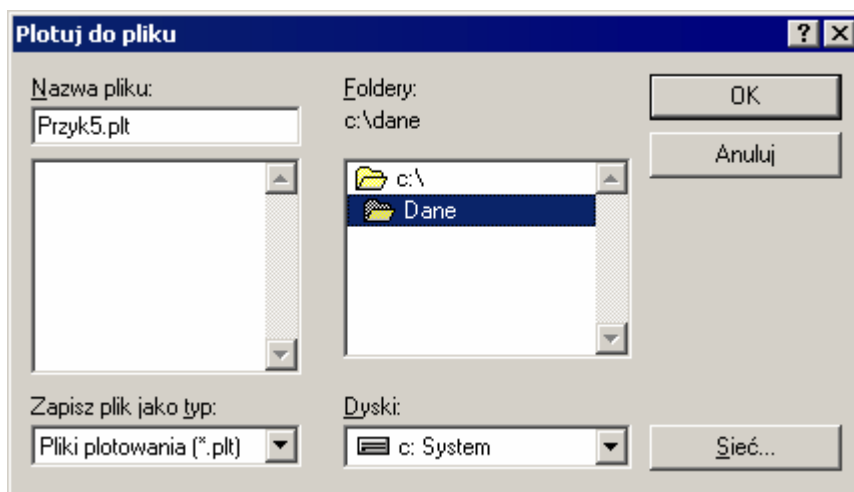 Plotuj do pliku
Nazwa pliku:
Przyk5.plt
Foldery:
c:\dane
c:\
Dane
OK
Anuluj
Zapisz plik jako typ:
Pliki plotowania (*.plt)
Dyski:
c: System
Sieć...